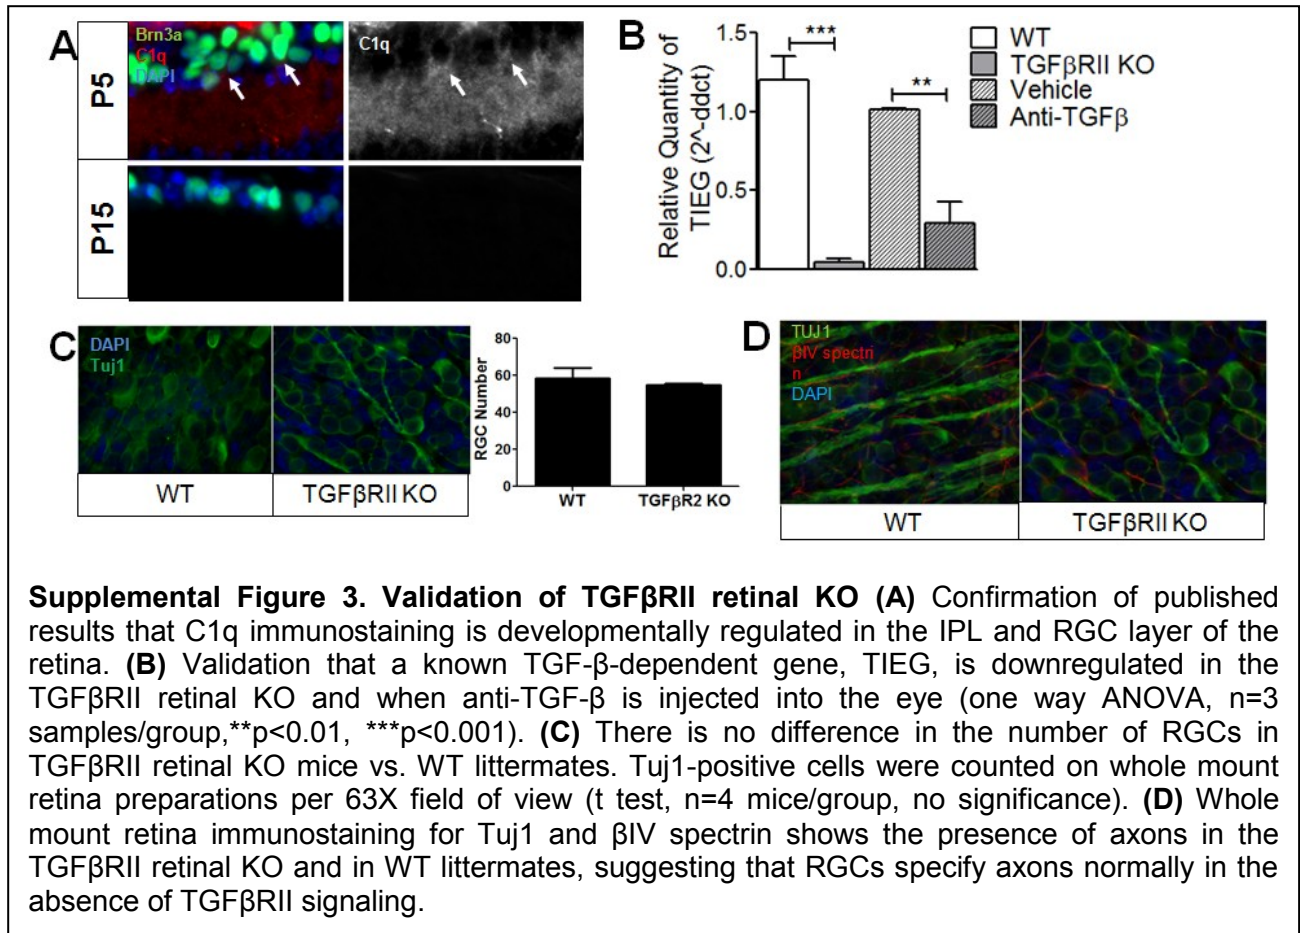 A
Brn3a
C1q
DAPI
C1q
P5
P15
B
Relative Quantity of
TIEG (2^-ddct)
1.5
1.0
0.5
0.0
***
**
WT
TGFβRII KO
Vehicle
Anti-TGFβ
C
DAPI
Tuj1
WT
TGFβRII KO
RGC Number
80
60
40
20
0
WT
TGFβR2 KO
D
TUJ1
βIV spectri
n
DAPI
WT
TGFβRII KO
Supplemental Figure 3. Validation of TGFβRII retinal KO (A) Confirmation of published
results that C1q immunostaining is developmentally regulated in the IPL and RGC layer of the
retina. (B) Validation that a known TGF-β-dependent gene, TIEG, is downregulated in the
TGFβRII retinal KO and when anti-TGF-β is injected into the eye (one way ANOVA, n=3
samples/group,**p<0.01, ***p<0.001). (C) There is no difference in the number of RGCs in
TGFβRII retinal KO mice vs. WT littermates. Tuj1-positive cells were counted on whole mount
retina preparations per 63X field of view (t test, n=4 mice/group, no significance). (D) Whole
mount retina immunostaining for Tuj1 and βIV spectrin shows the presence of axons in the
TGFβRII retinal KO and in WT littermates, suggesting that RGCs specify axons normally in the
absence of TGFβRII signaling.